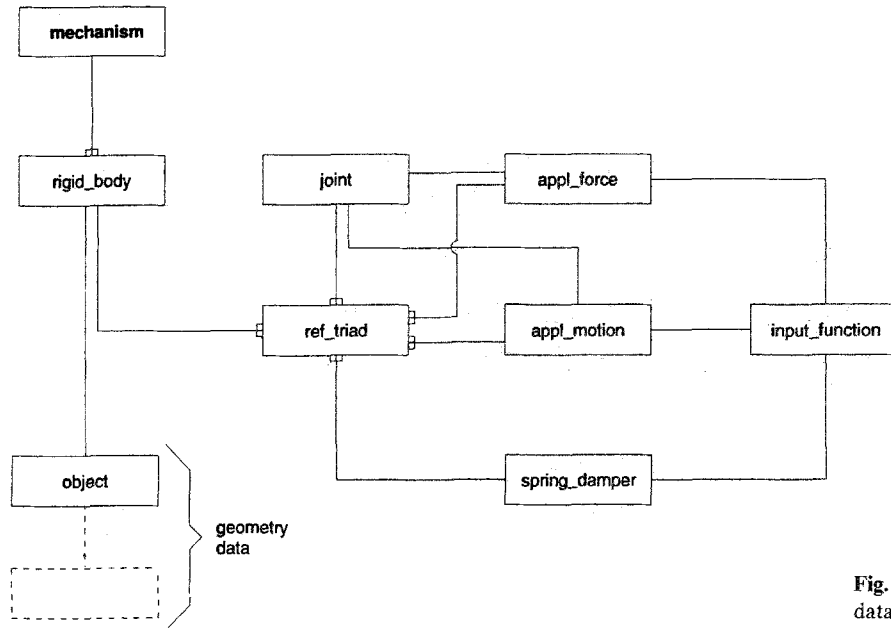 mechanism
rigid_body
joint
appl_force
ref_triad
appl_motion
input_function
object
spring_damper
geometry
data
Fig.
data